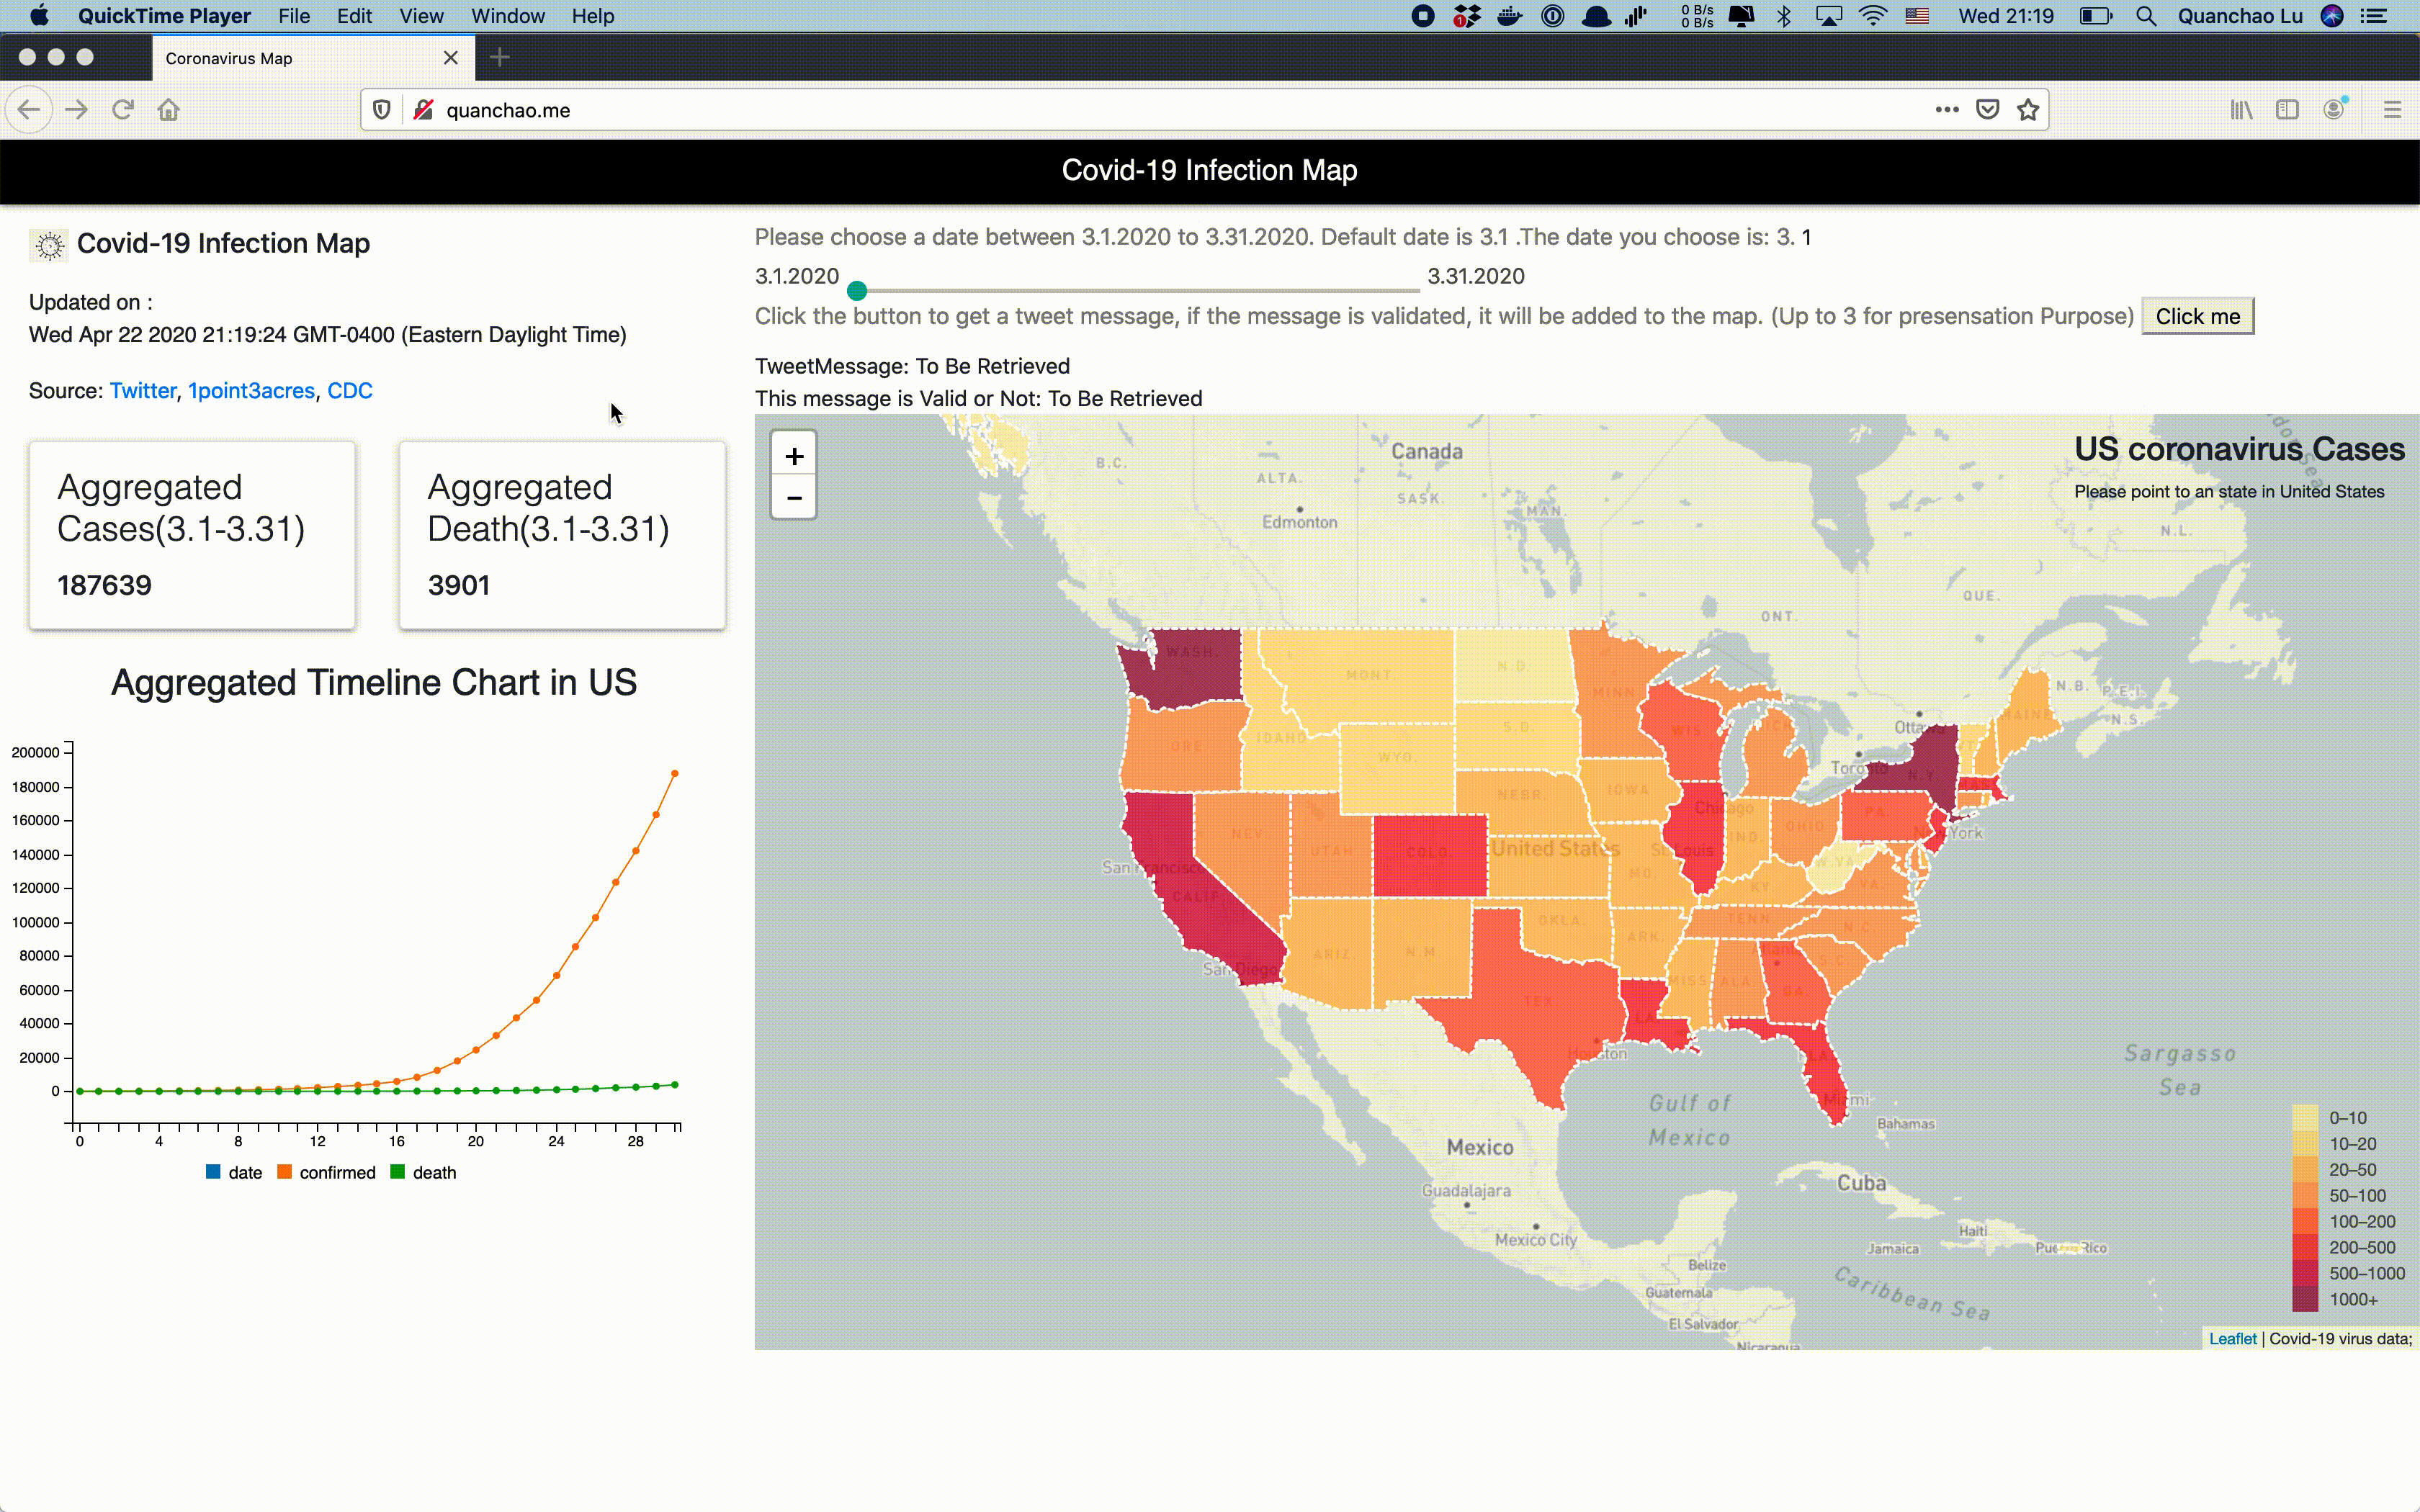 QuickTime Player File Edit View Window Help
1
0 B/s
0 B/s
Wed 21:19
Quanchao Lu
Coronavirus Map
quanchao.me
Covid-19 Infection Map
Covid-19 Infection Map
Updated on :
Wed Apr 22 2020 21:19:24 GMT-0400 (Eastern Daylight Time)
Source: Twitter, 1point3acres, CDC
Aggregated
Cases(3.1-3.31)
187639
Aggregated
Death(3.1-3.31)
3901
Aggregated Timeline Chart in US
200000
180000
160000
140000
120000
100000
80000
60000
40000
20000
0
0 4 8 12 16 20 24 28
date confirmed death
Please choose a date between 3.1.2020 to 3.31.2020. Default date is 3.1 .The date you choose is: 3. 1
3.1.2020 3.31.2020
Click the button to get a tweet message, if the message is validated, it will be added to the map. (Up to 3 for presensation Purpose) Click me
TweetMessage: To Be Retrieved
This message is Valid or Not: To Be Retrieved
+
−
US coronavirus Cases
Please point to an state in United States
Canada
B.C.
ALTA.
SASK.
MAN.
Edmonton
N.L.
QUE.
ONT.
WASH.
MONT.
N.D.
MINN
N.B.
P.E.I.
N.S.
MAINE
ORE.
IDAHO
S.D.
WIS.
WYO.
N.Y.
NEBR.
IOWA
Chicago
PA.
OHIO
IND.
NEV.
UTAH
COLO.
United States
St. Louis
New York
W.VA.
VA.
San Francisco
CALIF.
MO.
KY.
TENN.
N.C.
OKLA.
ARK.
ARIZ.
N.M.
San Diego
S.C.
MISS.
ALA.
GA.
TEX.
LA.
Houston
FLA.
Miami
Sargasso
Sea
Gulf of
Mexico
Bahamas
Mexico
Guadalajara
Mexico City
Cuba
Haiti
Jamaica
Puerto Rico
Belize
Guatemala
El Salvador
Nicaragua
Caribbean Sea
0–10
10–20
20–50
50–100
100–200
200–500
500–1000
1000+
Leaflet | Covid-19 virus data;